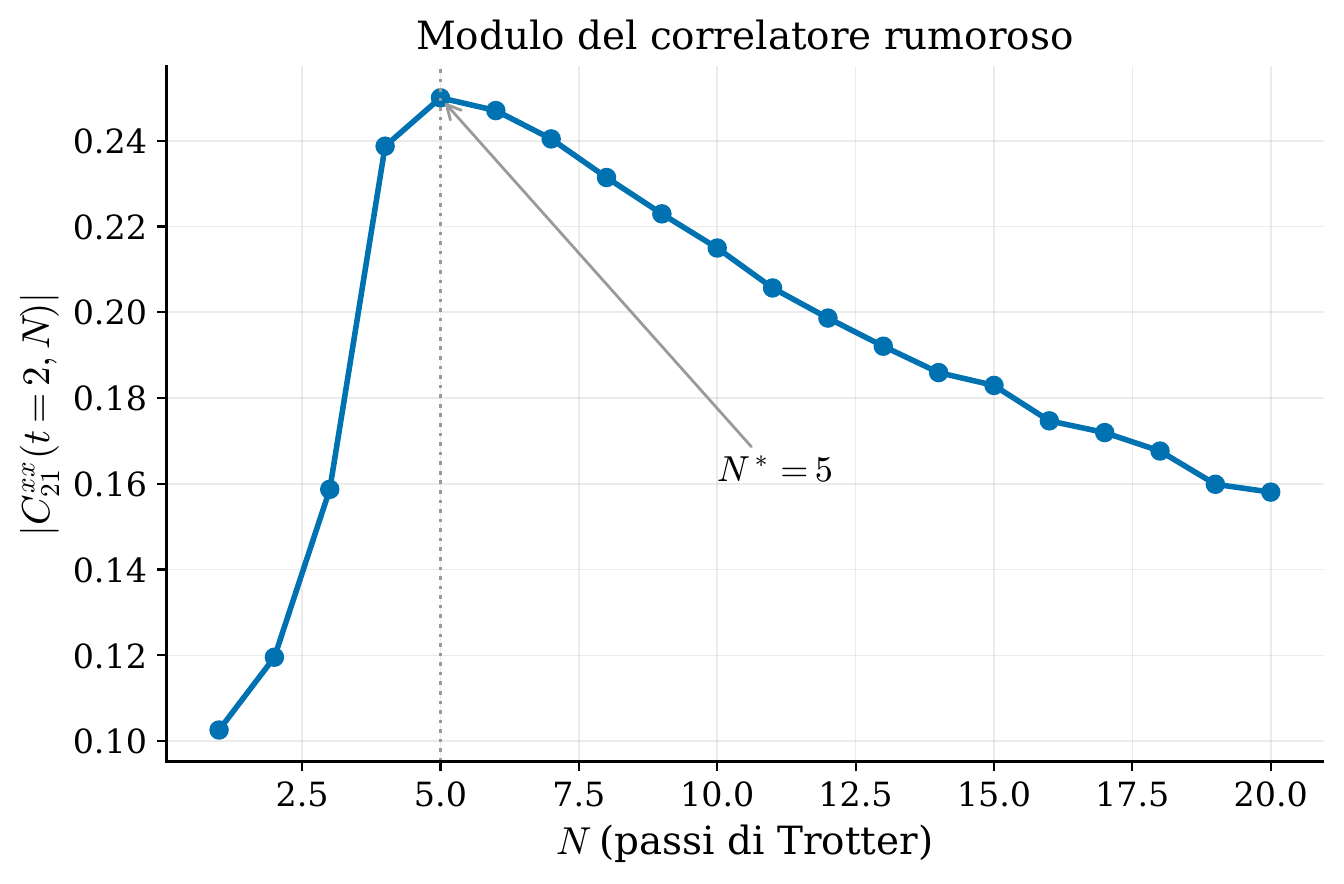 Modulo del correlatore rumoroso
|C_{21}^{xx}(t = 2, N)|
0.24
0.22
0.20
0.18
0.16
0.14
0.12
0.10
N* = 5
2.5 5.0 7.5 10.0 12.5 15.0 17.5 20.0
N (passi di Trotter)